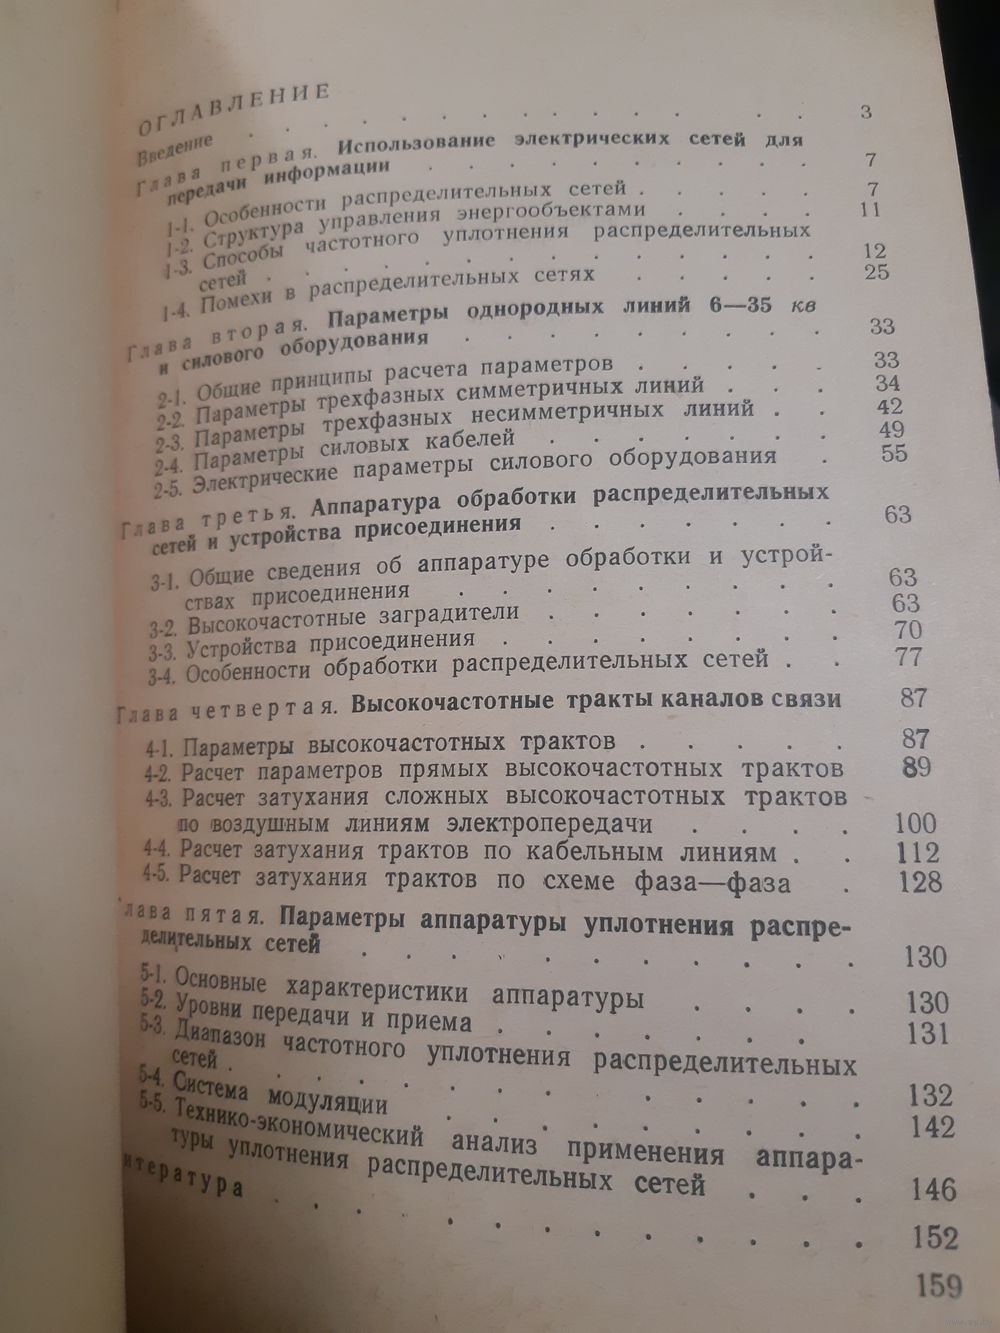 ОГЛАВЛЕНИЕ
Введение . . . . . . . . . . . . 3
Глава первая. Использование электрических сетей для
передачи информации . . . . . . . . 7
1-1. Особенности распределительных сетей . . . . . 7
1-2. Структура управления энергообъектами . . . . 11
1-3. Способы частотного уплотнения распределительных
сетей . . . . . . . . . . . . 12
1-4. Помехи в распределительных сетях . . . . 25
Глава вторая. Параметры однородных линий 6—35 кв
и силового оборудования . . . . . . . . 33
2-1. Общие принципы расчета параметров . . . . . 33
2-2. Параметры трехфазных симметричных линий . . . 34
2-3. Параметры трехфазных несимметричных линий . . 42
2-4. Параметры силовых кабелей . . . . . . . 49
2-5. Электрические параметры силового оборудования . 55
Глава третья. Аппаратура обработки распределительных
сетей и устройства присоединения . . . . . . . 63
3-1. Общие сведения об аппаратуре обработки и устрой-
ствах присоединения . . . . . . . . 63
3-2. Высокочастотные заградители . . . . . . . 63
3-3. Устройства присоединения . . . . . . . 70
3-4. Особенности обработки распределительных сетей . . 77
Глава четвертая. Высокочастотные тракты каналов связи 87
4-1. Параметры высокочастотных трактов . . . . . 87
4-2. Расчет параметров прямых высокочастотных трактов 89
4-3. Расчет затухания сложных высокочастотных трактов
по воздушным линиям электропередачи . . . . 100
4-4. Расчет затухания трактов по кабельным линиям . . 112
4-5. Расчет затухания трактов по схеме фаза—фаза . 128
лава пятая. Параметры аппаратуры уплотнения распре-
делительных сетей . . . . . . . . . . . 130
5-1. Основные характеристики аппаратуры . . . . 130
5-2. Уровни передачи и приема . . . . . . . 131
5-3. Диапазон частотного уплотнения распределительных
сетей . . . . . . . . . . . . . 132
5-4. Система модуляции . . . . . . . . . 142
5-5. Технико-экономический анализ применения аппара-
туры уплотнения распределительных сетей . . . 146
итература . . . . . . . . . . . . . 152
159